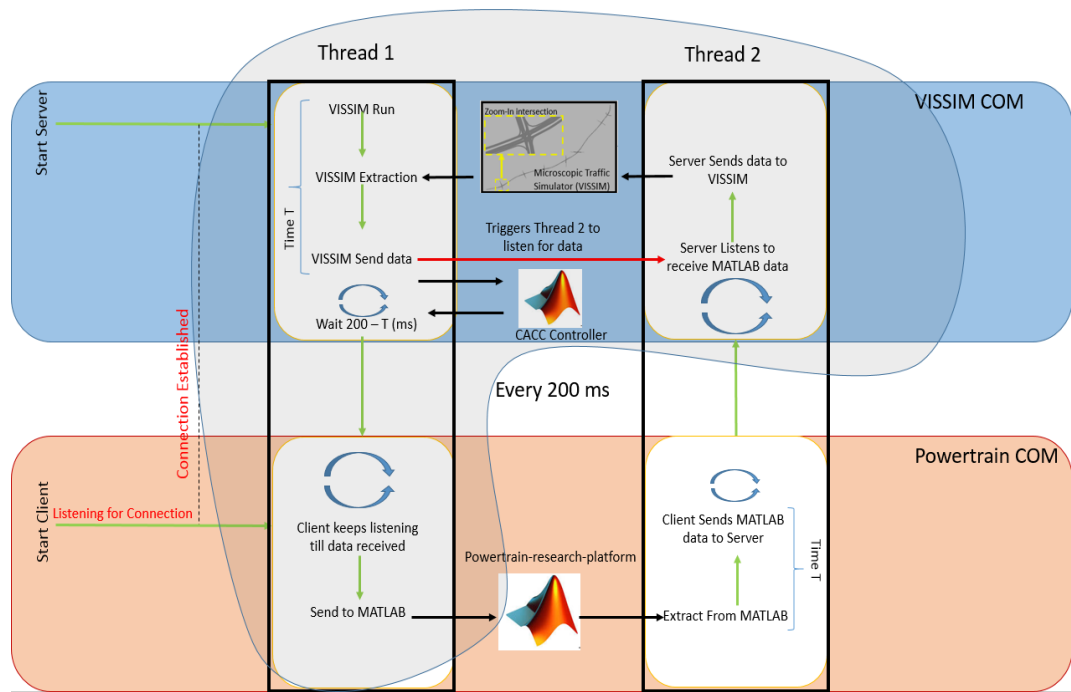 Thread 1
Thread 2
VISSIM COM
Start Server
VISSIM Run
Zoom-In intersection
Microscopic Traffic
Simulator (VISSIM)
VISSIM Extraction
Server Sends data to
VISSIM
Time T
Triggers Thread 2 to
listen for data
VISSIM Send data
Server Listens to
receive MATLAB data
Wait 200 – T (ms)
CACC Controller
Connection Established
Every 200 ms
Powertrain COM
Start Client
Listening for Connection
Client keeps listening
till data received
Client Sends MATLAB
data to Server
Time T
Powertrain-research-platform
Send to MATLAB
Extract From MATLAB